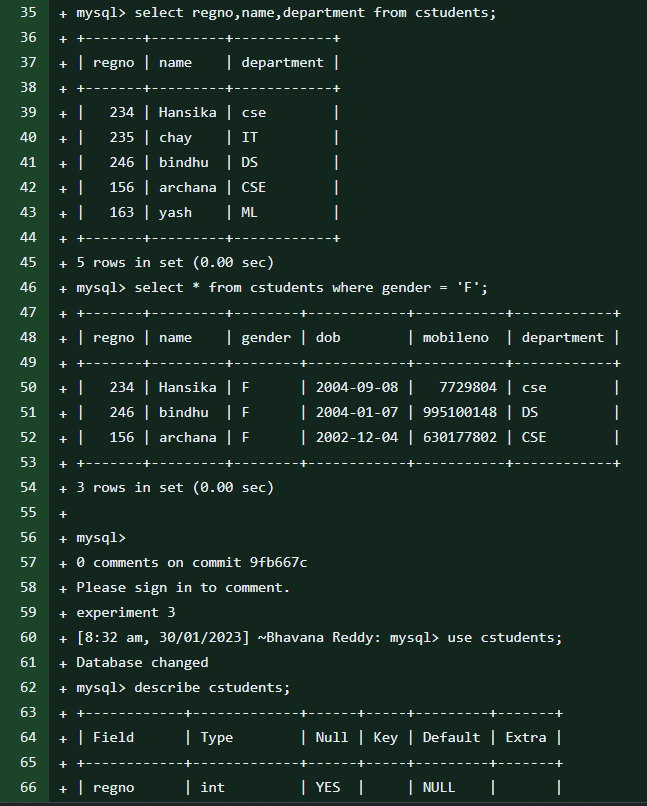 35 + mysql> select regno,name,department from cstudents;
36 + +-------+---------+------------+
37 + | regno | name    | department |
38 + +-------+---------+------------+
39 + |   234 | Hansika | cse        |
40 + |   235 | chay    | IT         |
41 + |   246 | bindhu  | DS         |
42 + |   156 | archana | CSE        |
43 + |   163 | yash    | ML         |
44 + +-------+---------+------------+
45 + 5 rows in set (0.00 sec)
46 + mysql> select * from cstudents where gender = 'F';
47 + +-------+---------+--------+------------+-----------+------------+
48 + | regno | name    | gender | dob        | mobileno  | department |
49 + +-------+---------+--------+------------+-----------+------------+
50 + |   234 | Hansika | F      | 2004-09-08 |   7729804 | cse        |
51 + |   246 | bindhu  | F      | 2004-01-07 | 995100148 | DS         |
52 + |   156 | archana | F      | 2002-12-04 | 630177802 | CSE        |
53 + +-------+---------+--------+------------+-----------+------------+
54 + 3 rows in set (0.00 sec)
55 +
56 + mysql>
57 + 0 comments on commit 9fb667c
58 + Please sign in to comment.
59 + experiment 3
60 + [8:32 am, 30/01/2023] ~Bhavana Reddy: mysql> use cstudents;
61 + Database changed
62 + mysql> describe cstudents;
63 + +------------+-------------+------+-----+---------+-------+
64 + | Field      | Type        | Null | Key | Default | Extra |
65 + +------------+-------------+------+-----+---------+-------+
66 + | regno      | int         | YES  |     | NULL    |       |